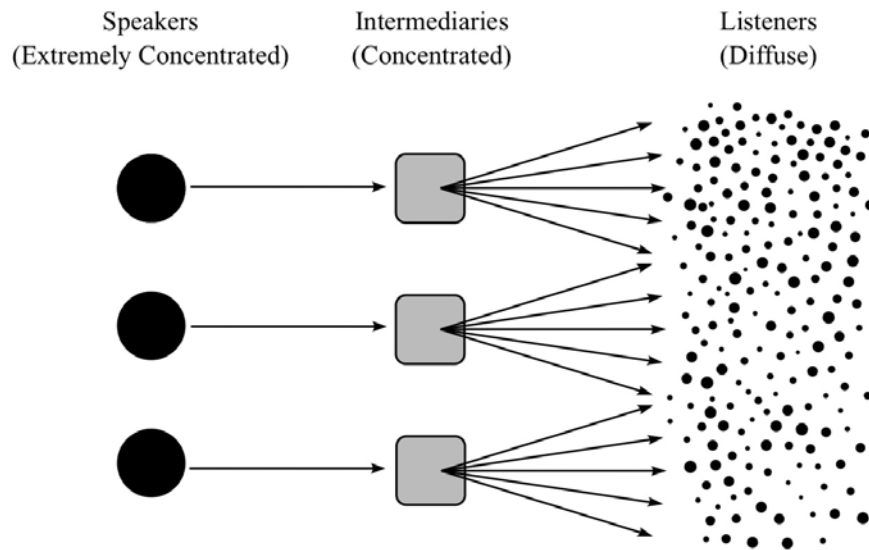 Speakers
(Extremely Concentrated)
Intermediaries
(Concentrated)
Listeners
(Diffuse)